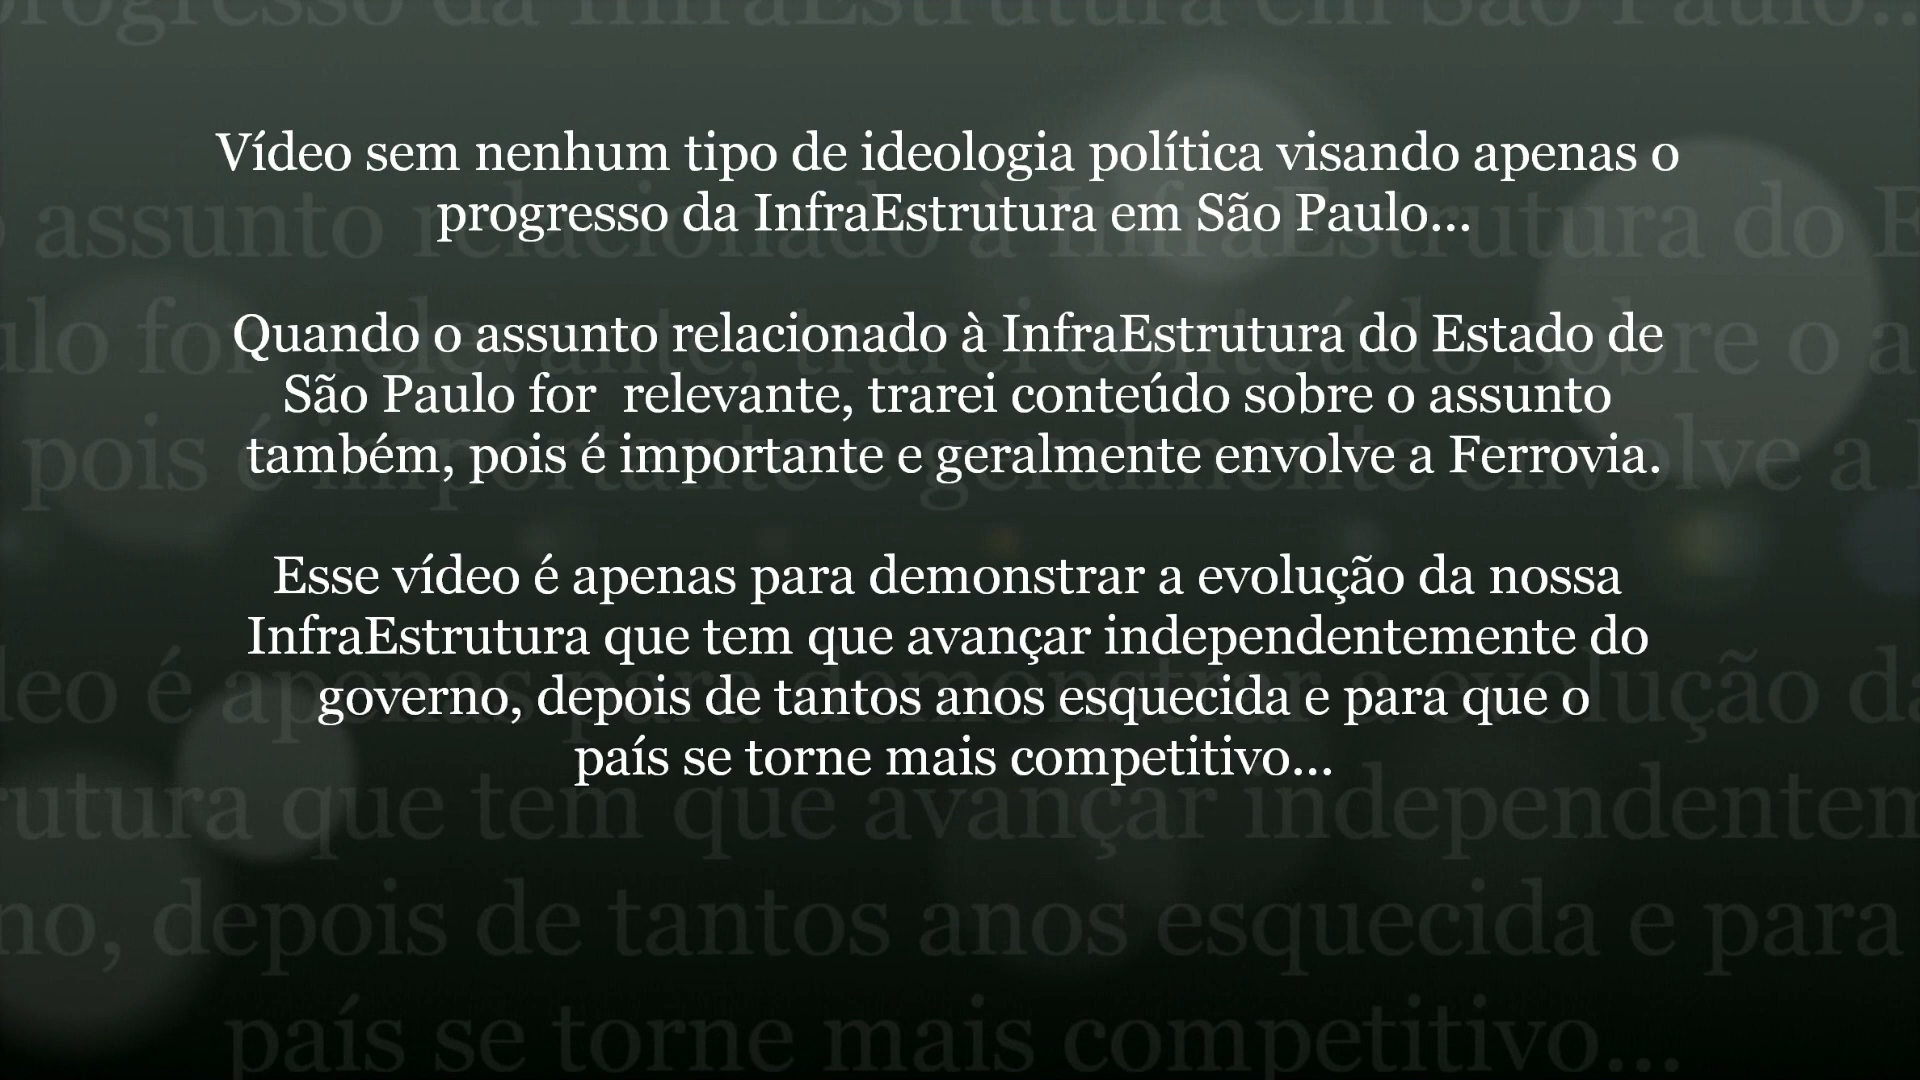 Vídeo sem nenhum tipo de ideologia política visando apenas o
progresso da InfraEstrutura em São Paulo...
Quando o assunto relacionado à InfraEstrutura do Estado de
São Paulo for  relevante, trarei conteúdo sobre o assunto
também, pois é importante e geralmente envolve a Ferrovia.
Esse vídeo é apenas para demonstrar a evolução da nossa
InfraEstrutura que tem que avançar independentemente do
governo, depois de tantos anos esquecida e para que o
país se torne mais competitivo...